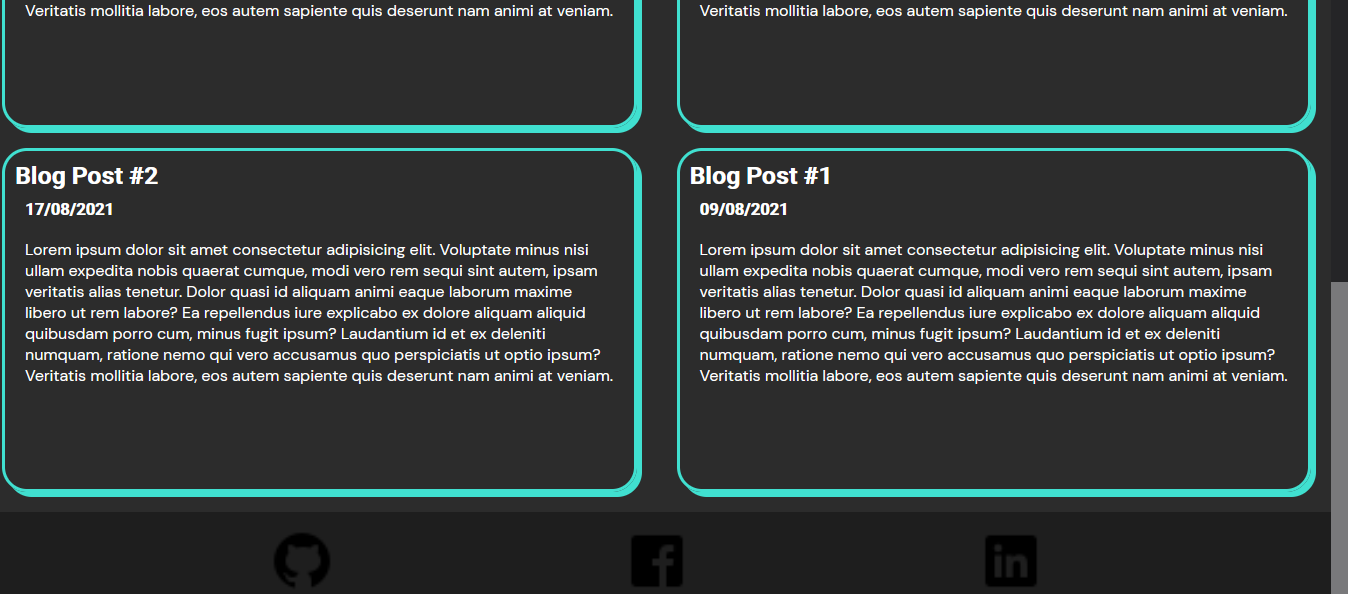 Veritatis mollitia labore, eos autem sapiente quis deserunt nam animi at veniam.
Veritatis mollitia labore, eos autem sapiente quis deserunt nam animi at veniam.
Blog Post #2
17/08/2021
Lorem ipsum dolor sit amet consectetur adipisicing elit. Voluptate minus nisi
ullam expedita nobis quaerat cumque, modi vero rem sequi sint autem, ipsam
veritatis alias tenetur. Dolor quasi id aliquam animi eaque laborum maxime
libero ut rem labore? Ea repellendus iure explicabo ex dolore aliquam aliquid
quibusdam porro cum, minus fugit ipsum? Laudantium id et ex deleniti
numquam, ratione nemo qui vero accusamus quo perspiciatis ut optio ipsum?
Veritatis mollitia labore, eos autem sapiente quis deserunt nam animi at veniam.
Blog Post #1
09/08/2021
Lorem ipsum dolor sit amet consectetur adipisicing elit. Voluptate minus nisi
ullam expedita nobis quaerat cumque, modi vero rem sequi sint autem, ipsam
veritatis alias tenetur. Dolor quasi id aliquam animi eaque laborum maxime
libero ut rem labore? Ea repellendus iure explicabo ex dolore aliquam aliquid
quibusdam porro cum, minus fugit ipsum? Laudantium id et ex deleniti
numquam, ratione nemo qui vero accusamus quo perspiciatis ut optio ipsum?
Veritatis mollitia labore, eos autem sapiente quis deserunt nam animi at veniam.
f
in